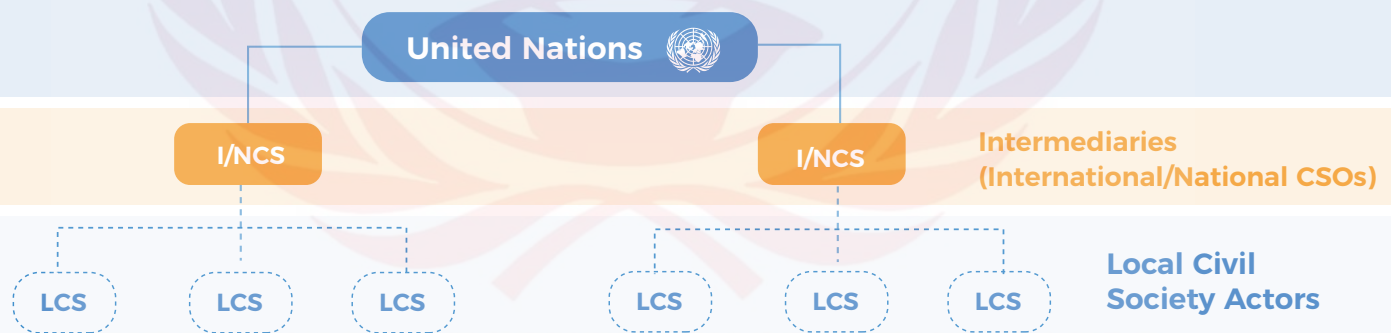 United Nations
I/NCS
I/NCS
Intermediaries
(International/National CSOs)
LCS
LCS
LCS
LCS
LCS
LCS
Local Civil
Society Actors